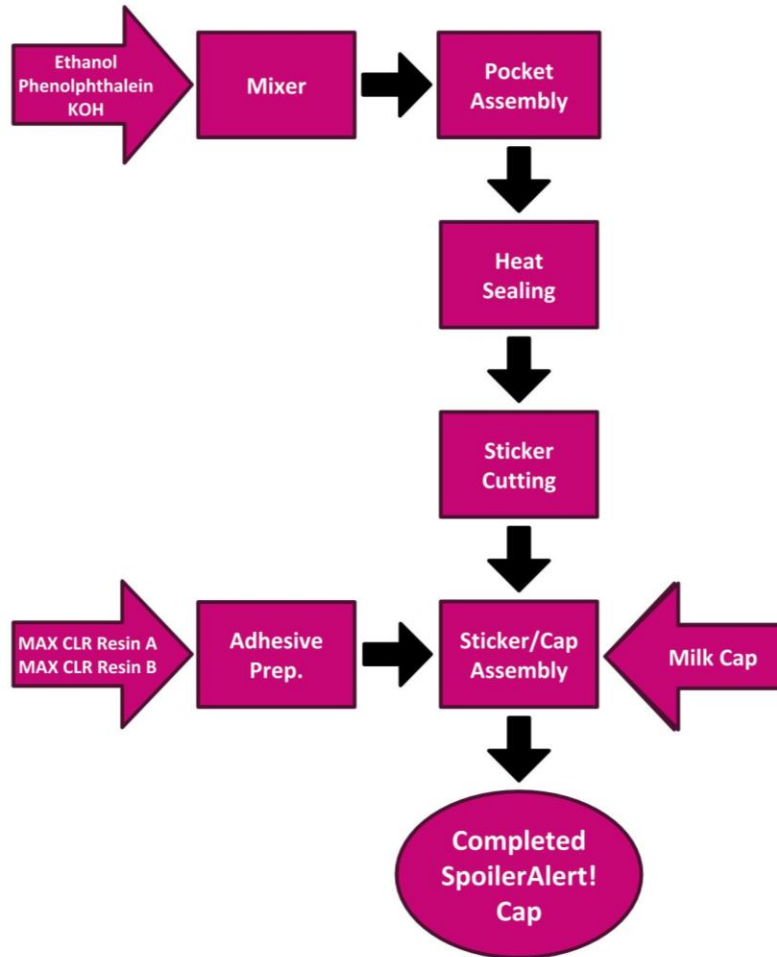 Ethanol
Phenolphthalein
KOH
Mixer
Pocket
Assembly
Heat
Sealing
Sticker
Cutting
MAX CLR Resin A
MAX CLR Resin B
Adhesive
Prep.
Sticker/Cap
Assembly
Milk Cap
Completed
SpoilerAlert!
Cap